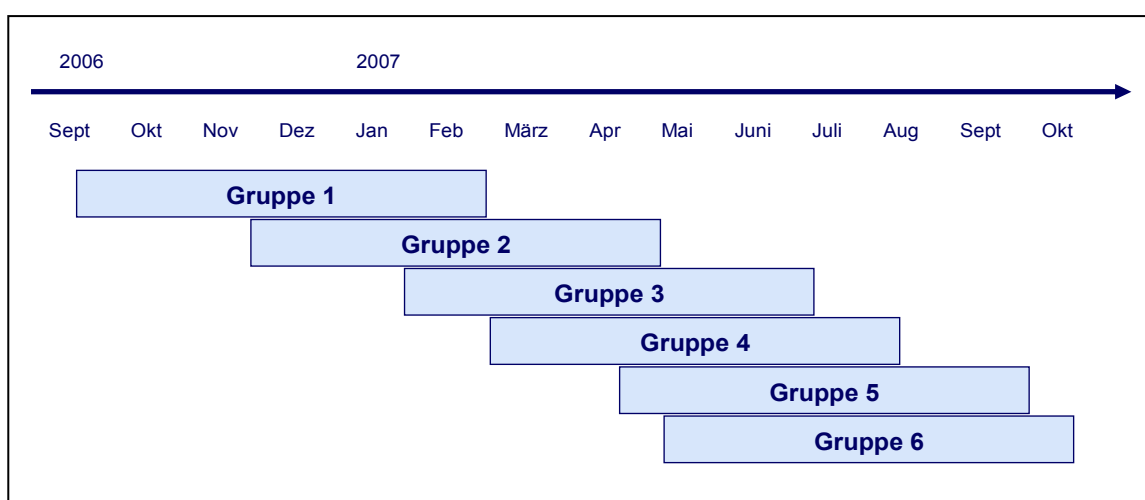 2006 2007
Sept Okt Nov Dez Jan Feb März Apr Mai Juni Juli Aug Sept Okt
Gruppe 1
Gruppe 2
Gruppe 3
Gruppe 4
Gruppe 5
Gruppe 6